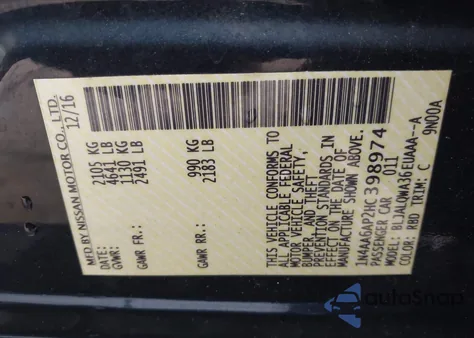 MFD BY NISSAN MOTOR CO., LTD.
DATE: 12/16
GVWR: 2105 KG
4641 LB
GAWR FR: 1130 KG
2491 LB
GAWR RR: 990 KG
2183 LB
THIS VEHICLE CONFORMS TO
ALL APPLICABLE FEDERAL
MOTOR VEHICLE SAFETY,
BUMPER, AND THEFT
PREVENTION STANDARDS IN
EFFECT ON THE DATE OF
MANUFACTURE SHOWN ABOVE.
1N4AA6AP2HC398974
PASSENGER CAR 011
MODEL: BLJALOWA36EUAAA--A
COLOR: RBD TRIM: C 9N00A
autoSnap